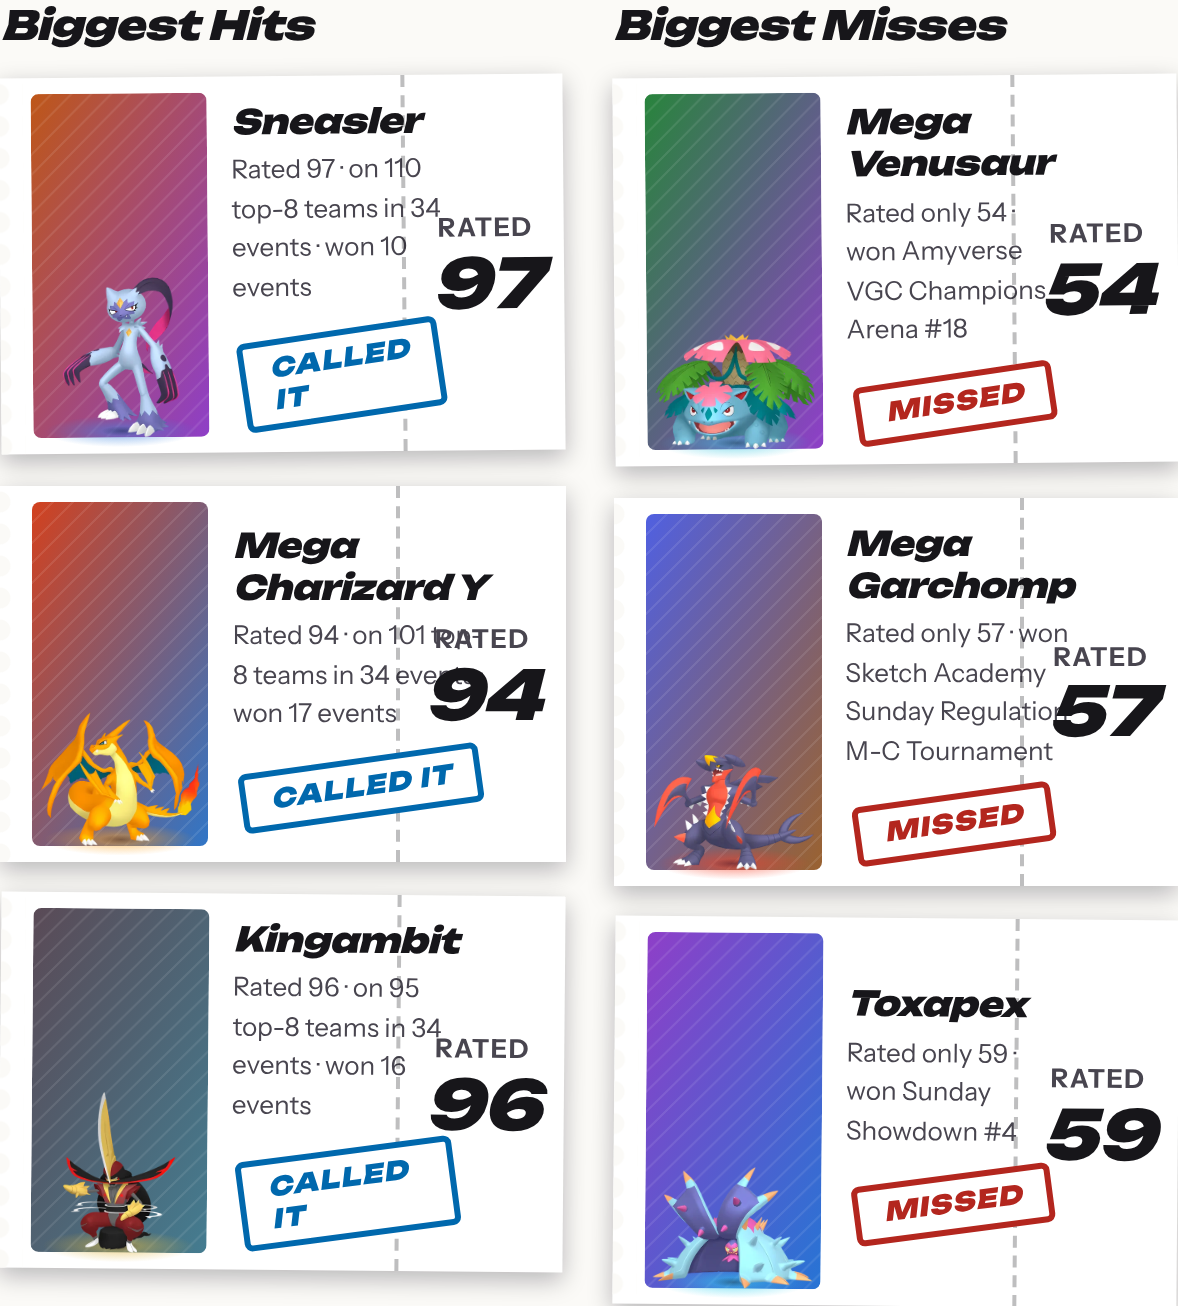 Biggest Hits
Sneasler
Rated 97 · on 110
top-8 teams in 34
events · won 10
events
CALLED
IT
RATED
97
Mega
Charizard Y
Rated 94 · on 101 top-
8 teams in 34 events ·
won 17 events
CALLED IT
RATED
94
Kingambit
Rated 96 · on 95
top-8 teams in 34
events · won 16
events
CALLED
IT
RATED
96
Biggest Misses
Mega
Venusaur
Rated only 54 ·
won Amyverse
VGC Champions
Arena #18
MISSED
RATED
54
Mega
Garchomp
Rated only 57 · won
Sketch Academy
Sunday Regulation
M-C Tournament
MISSED
RATED
57
Toxapex
Rated only 59 ·
won Sunday
Showdown #4
MISSED
RATED
59